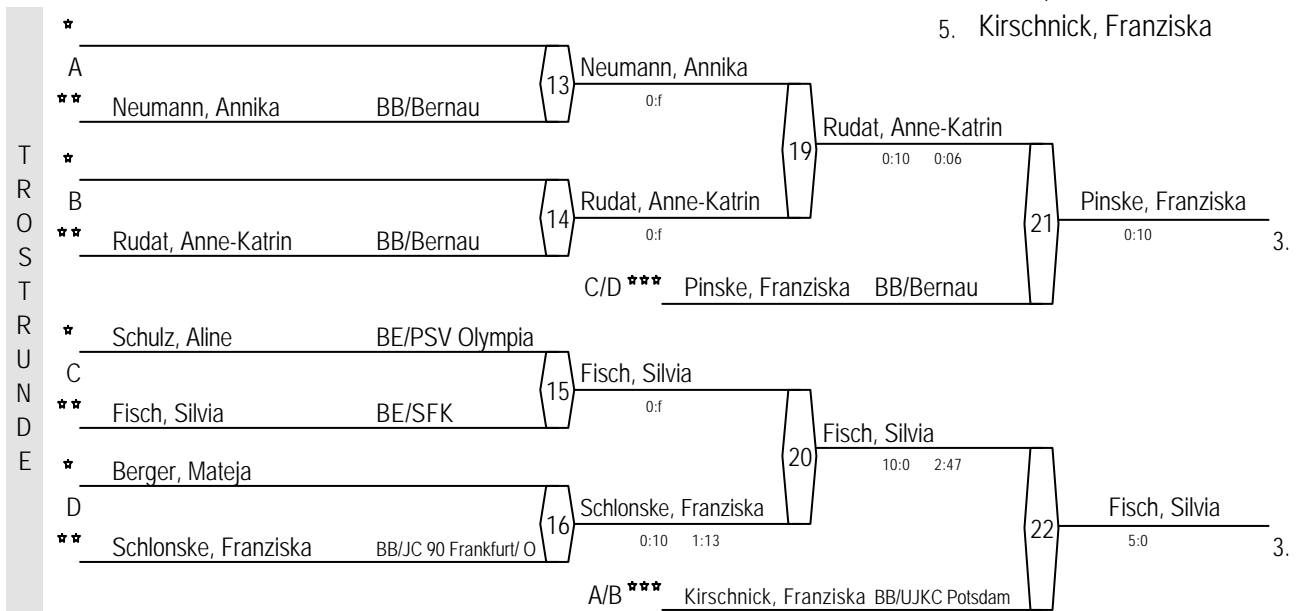 5. Kirschnick, Franziska
TROSTRUNDE
A
Neumann, Annika BB/Bernau
13
Neumann, Annika
0:f
B
Rudat, Anne-Katrin BB/Bernau
14
Rudat, Anne-Katrin
0:f
19
Rudat, Anne-Katrin
0:10 0:06
C/D *** Pinske, Franziska BB/Bernau
21
Pinske, Franziska
0:10
3.
Schulz, Aline BE/PSV Olympia
C
Fisch, Silvia BE/SFK
15
Fisch, Silvia
0:f
Berger, Mateja
D
Schlonske, Franziska BB/JC 90 Frankfurt/ O
16
Schlonske, Franziska
0:10 1:13
20
Fisch, Silvia
10:0 2:47
A/B *** Kirschnick, Franziska BB/UJKC Potsdam
22
Fisch, Silvia
5:0
3.